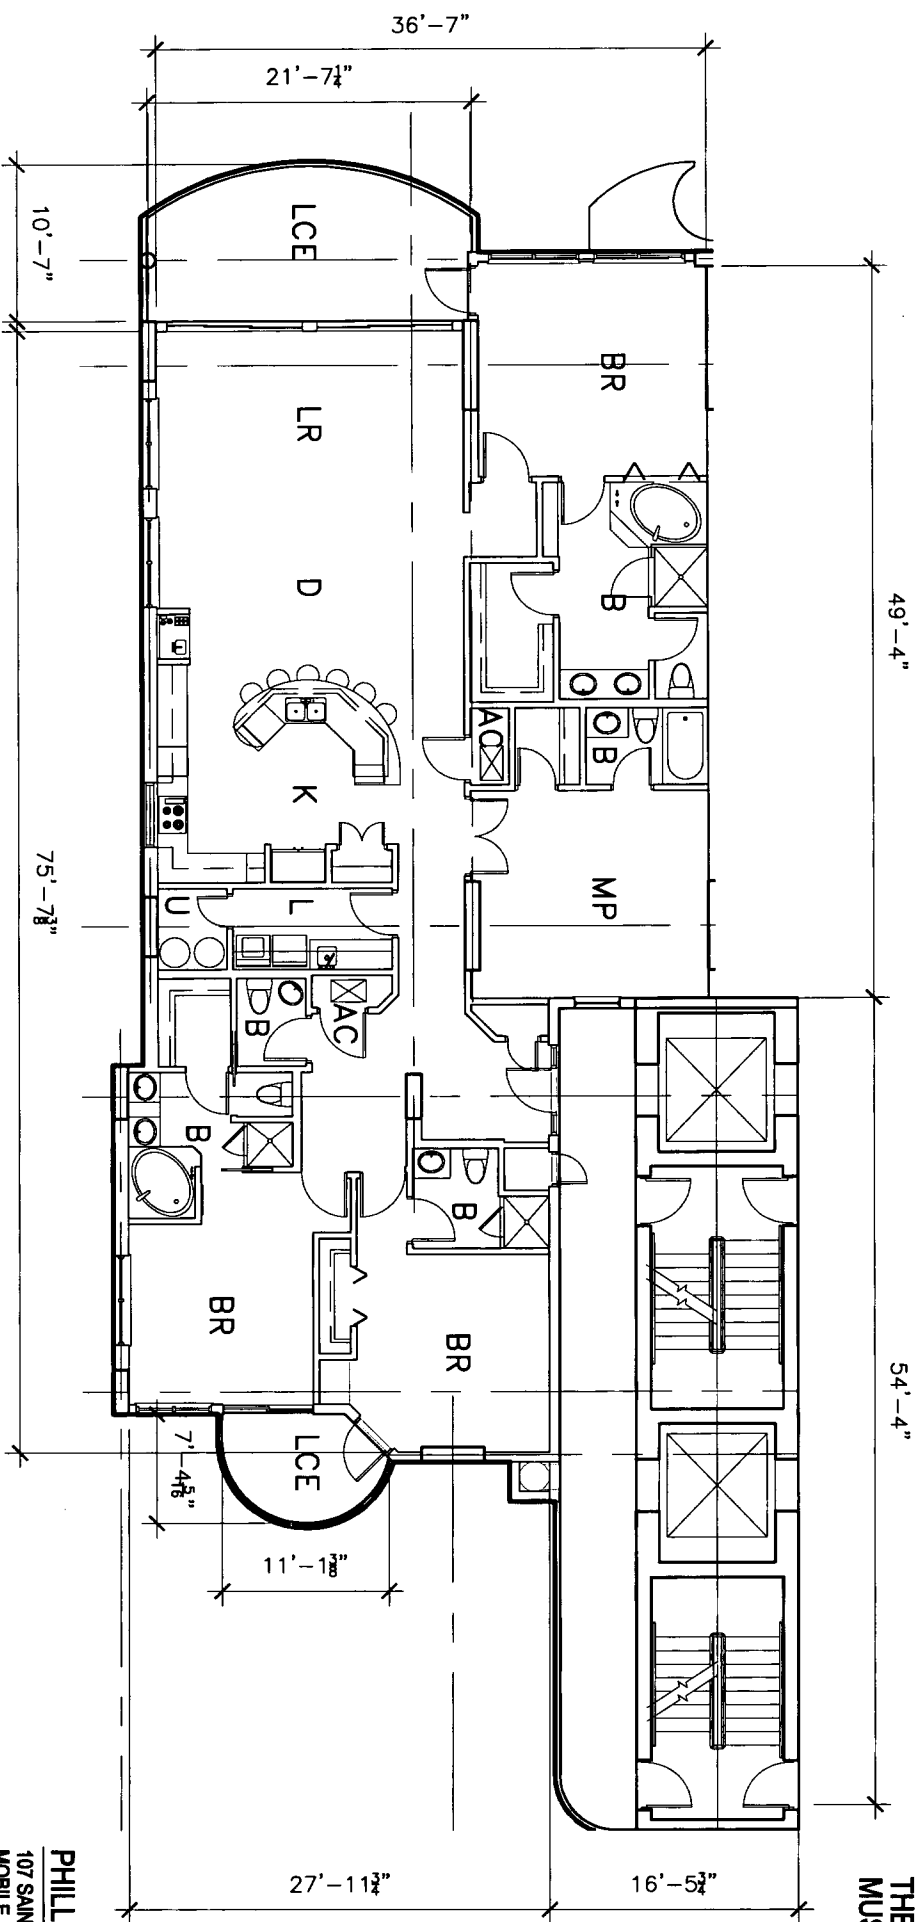 36'-7"
21'-7¼"
10'-7"
LCE
BR
LR
D
B
49'-4"
AC
B
K
MP
75'-7⅜"
U
L
B
AC
B
B
BR
BR
54'-4"
LCE
7'-4 5/16"
11'-1⅜"
27'-11¾"
16'-5¾"
THE
MUS
PHILL
107 SAIN
MOBILE